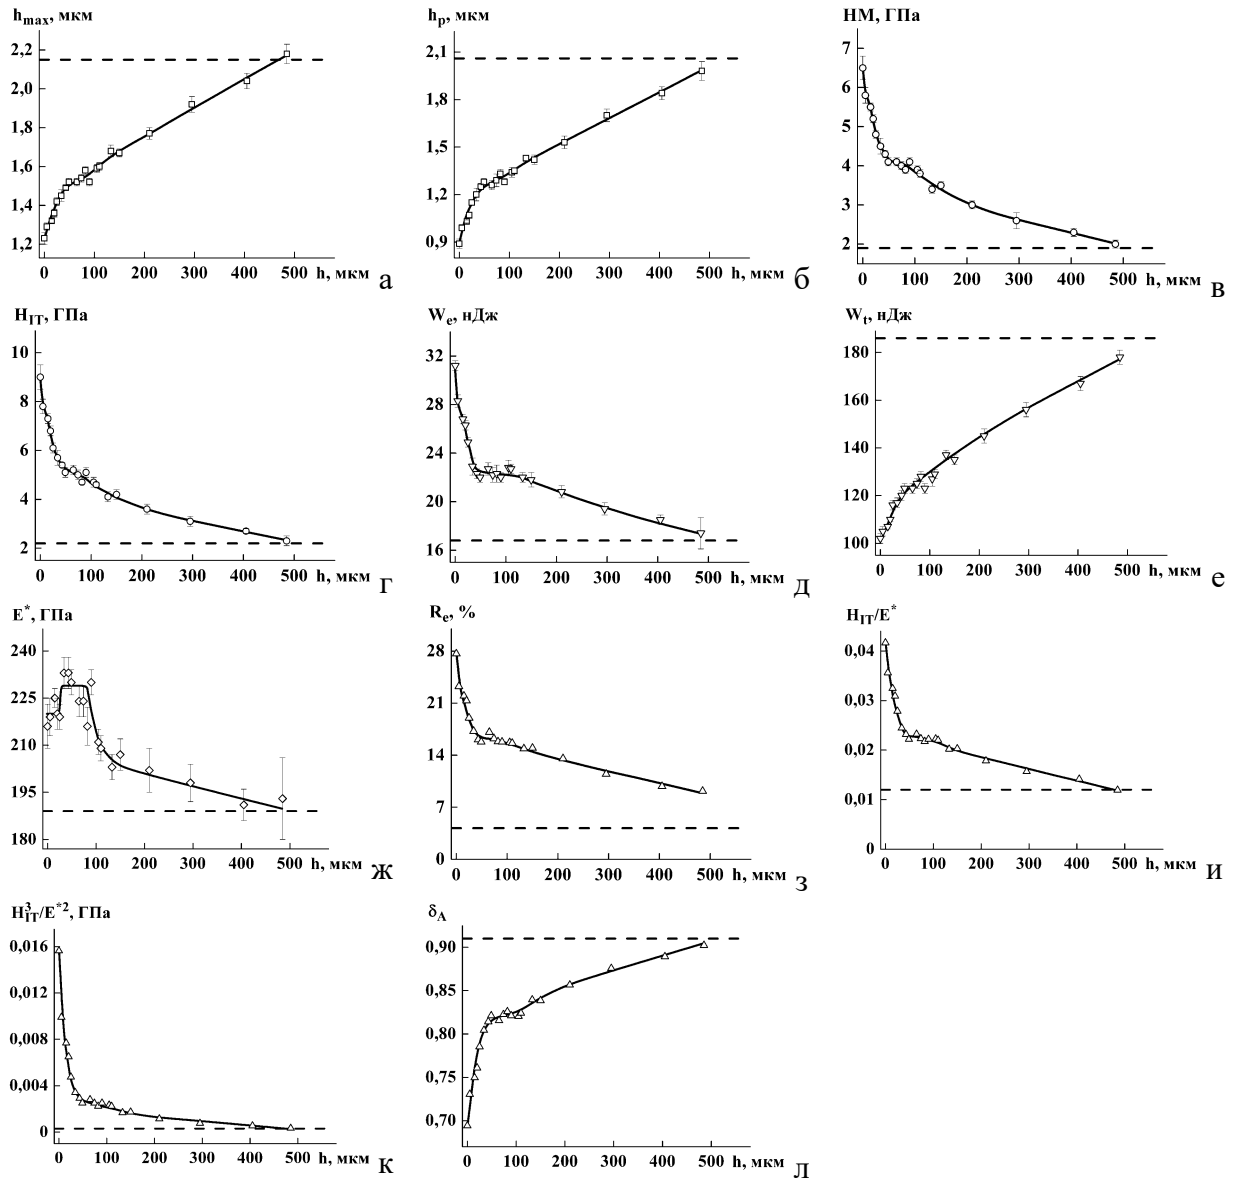 h_max, мкм
2,2
2,0
1,8
1,6
1,4
1,2
0 100 200 300 400 500 h, мкм
а
h_p, мкм
2,1
1,8
1,5
1,2
0,9
0 100 200 300 400 500 h, мкм
б
HM, ГПа
7
6
5
4
3
2
0 100 200 300 400 500 h, мкм
в
H_IT, ГПа
10
8
6
4
2
0 100 200 300 400 500 h, мкм
г
W_e, нДж
32
28
24
20
16
0 100 200 300 400 500 h, мкм
д
W_t, нДж
180
160
140
120
100
0 100 200 300 400 500 h, мкм
е
E*, ГПа
240
225
210
195
180
0 100 200 300 400 500 h, мкм
ж
R_e, %
28
21
14
7
0
0 100 200 300 400 500 h, мкм
з
H_IT/E*
0,04
0,03
0,02
0,01
0
0 100 200 300 400 500 h, мкм
и
H³_IT/E*², ГПа
0,016
0,012
0,008
0,004
0
0 100 200 300 400 500 h, мкм
к
δ_A
0,90
0,85
0,80
0,75
0,70
0 100 200 300 400 500 h, мкм
л